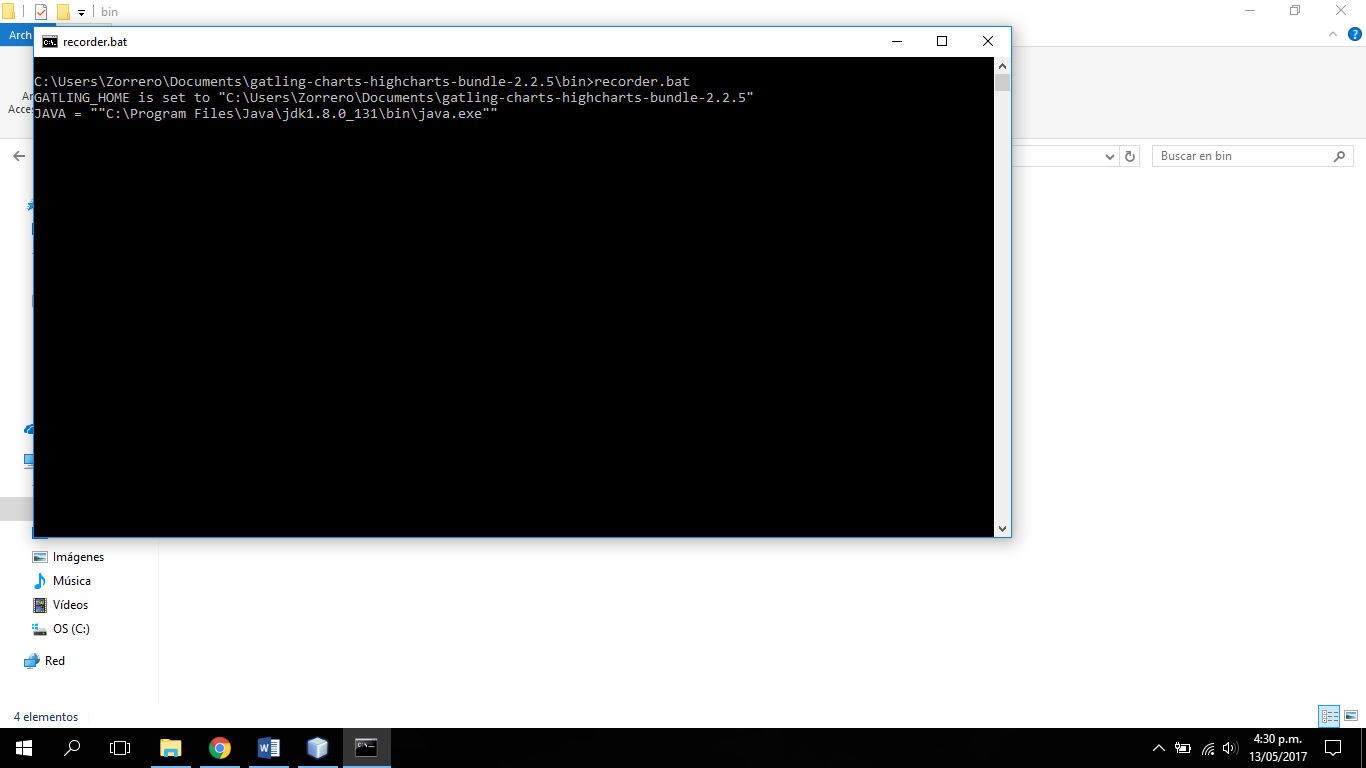 bin
Arch
recorder.bat
Acce
C:\Users\Zorrero\Documents\gatling-charts-highcharts-bundle-2.2.5\bin>recorder.bat
GATLING_HOME is set to "C:\Users\Zorrero\Documents\gatling-charts-highcharts-bundle-2.2.5"
JAVA = ""C:\Program Files\Java\jdk1.8.0_131\bin\java.exe""
Buscar en bin
Imágenes
Música
Vídeos
OS (C:)
Red
4 elementos
4:30 p.m.
13/05/2017